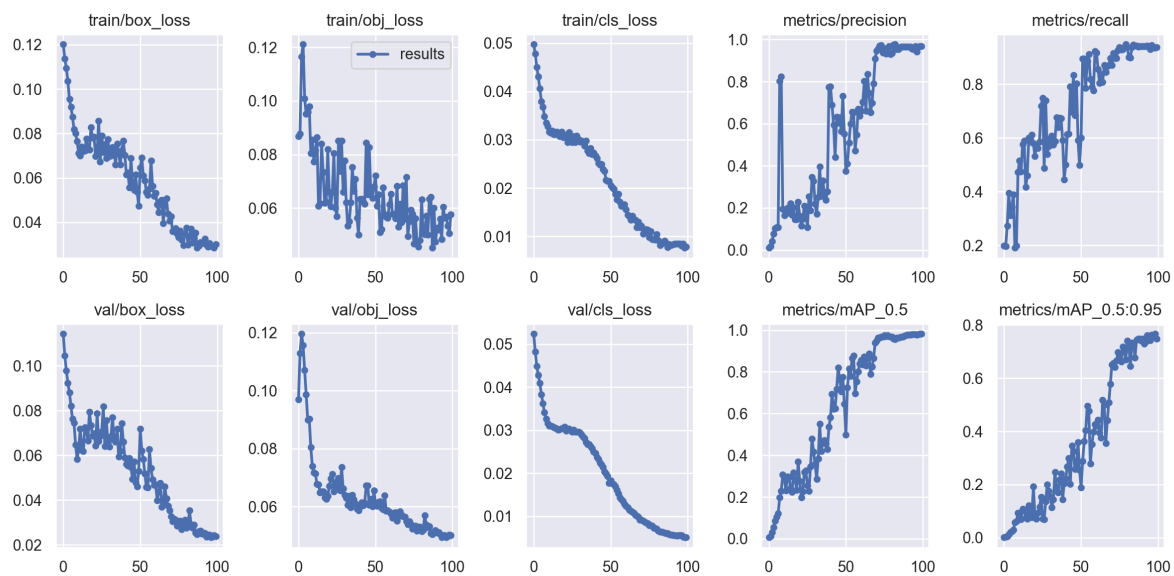 train/box_loss
train/obj_loss
train/cls_loss
metrics/precision
metrics/recall
results
0.12
0.10
0.08
0.06
0.04
0 50 100
0.12
0.10
0.08
0.06
0 50 100
0.05
0.04
0.03
0.02
0.01
0 50 100
1.0
0.8
0.6
0.4
0.2
0.0
0 50 100
0.8
0.6
0.4
0.2
0 50 100
val/box_loss
val/obj_loss
val/cls_loss
metrics/mAP_0.5
metrics/mAP_0.5:0.95
0.10
0.08
0.06
0.04
0.02
0 50 100
0.12
0.10
0.08
0.06
0 50 100
0.05
0.04
0.03
0.02
0.01
0 50 100
1.0
0.8
0.6
0.4
0.2
0.0
0 50 100
0.8
0.6
0.4
0.2
0.0
0 50 100